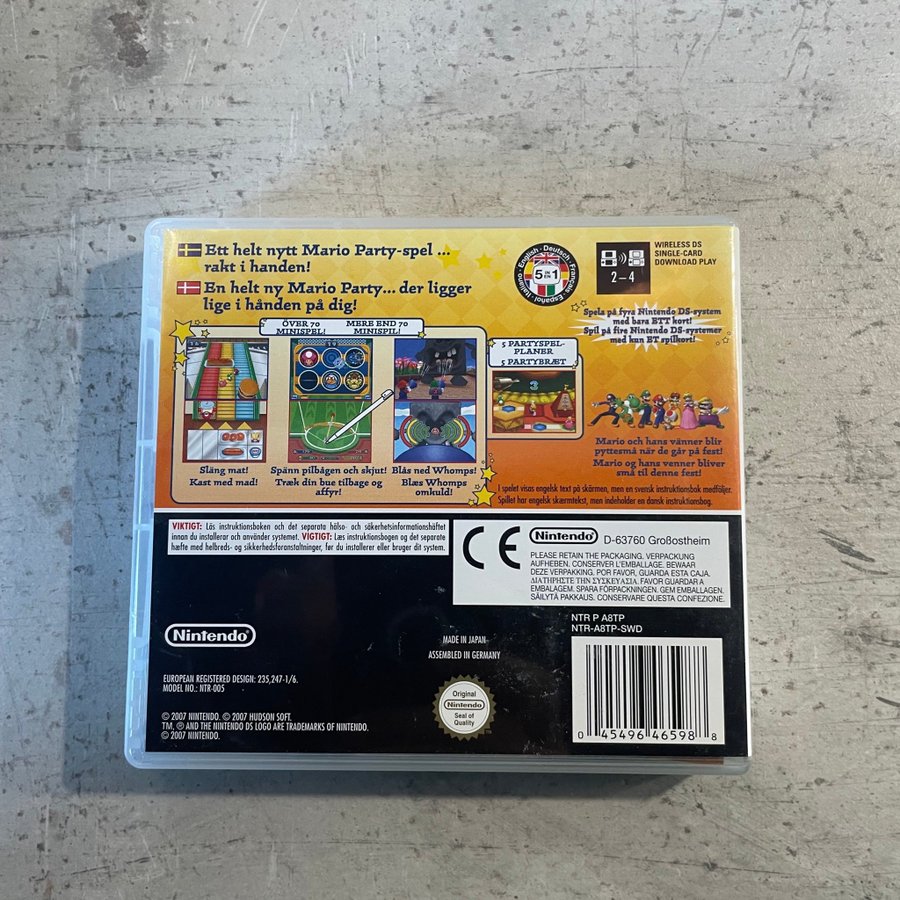 Ett helt nytt Mario Party-spel ...
rakt i handen!
En helt ny Mario Party... der ligger
lige i hånden på dig!
English · Deutsch · Français · Español · Italiano
5 EN 1
2–4
WIRELESS DS
SINGLE-CARD
DOWNLOAD PLAY
Spela på fyra Nintendo DS-system
med bara ETT kort!
Spil på fire Nintendo DS-systemer
med kun ET spilkort!
ÖVER 70
MINISPEL!
MERE END 70
MINISPIL!
5 PARTYSPEL-
PLANER
5 PARTYBRÆT
3
Släng mat!
Kast med mad!
Spänn pilbågen och skjut!
Træk din bue tilbage og
affyr!
Blås ned Whomps!
Blæs Whomps
omkuld!
Mario och hans vänner blir
pyttesmå när de går på fest!
Mario og hans venner bliver
små til denne fest!
I spelet visas engelsk text på skärmen, men en svensk instruktionsbok medföljer.
Spillet har engelsk skærmtekst, men indeholder en dansk instruktionsbog.
VIKTIGT: Läs instruktionsboken och det separata hälso- och säkerhetsinformationshäftet
innan du installerar och använder systemet. VIGTIGT: Læs instruktionsbogen og det separate
hæfte med helbreds- og sikkerhedsforanstaltninger, før du installerer eller bruger dit system.
CE
Nintendo® D-63760 Großostheim
PLEASE RETAIN THE PACKAGING. VERPACKUNG
AUFHEBEN. CONSERVER L'EMBALLAGE. BEWAAR
DEZE VERPAKKING. POR FAVOR, GUARDA ESTA CAJA.
ΔΙΑΤΗΡΗΣΤΕ ΤΗΝ ΣΥΣΚΕΥΑΣΙΑ. FAVOR GUARDAR A
EMBALAGEM. SPARA FÖRPACKNINGEN. GEM EMBALLAGEN.
SÄILYTÄ PAKKAUS. CONSERVARE QUESTA CONFEZIONE.
NTR P A8TP
NTR-A8TP-SWD
Nintendo®
MADE IN JAPAN
ASSEMBLED IN GERMANY
EUROPEAN REGISTERED DESIGN: 235,247-1/6.
MODEL NO.: NTR-005
Original
Nintendo
Seal of
Quality
© 2007 NINTENDO. © 2007 HUDSON SOFT.
TM, ® AND THE NINTENDO DS LOGO ARE TRADEMARKS OF NINTENDO.
© 2007 NINTENDO.
0 45496 46598 8